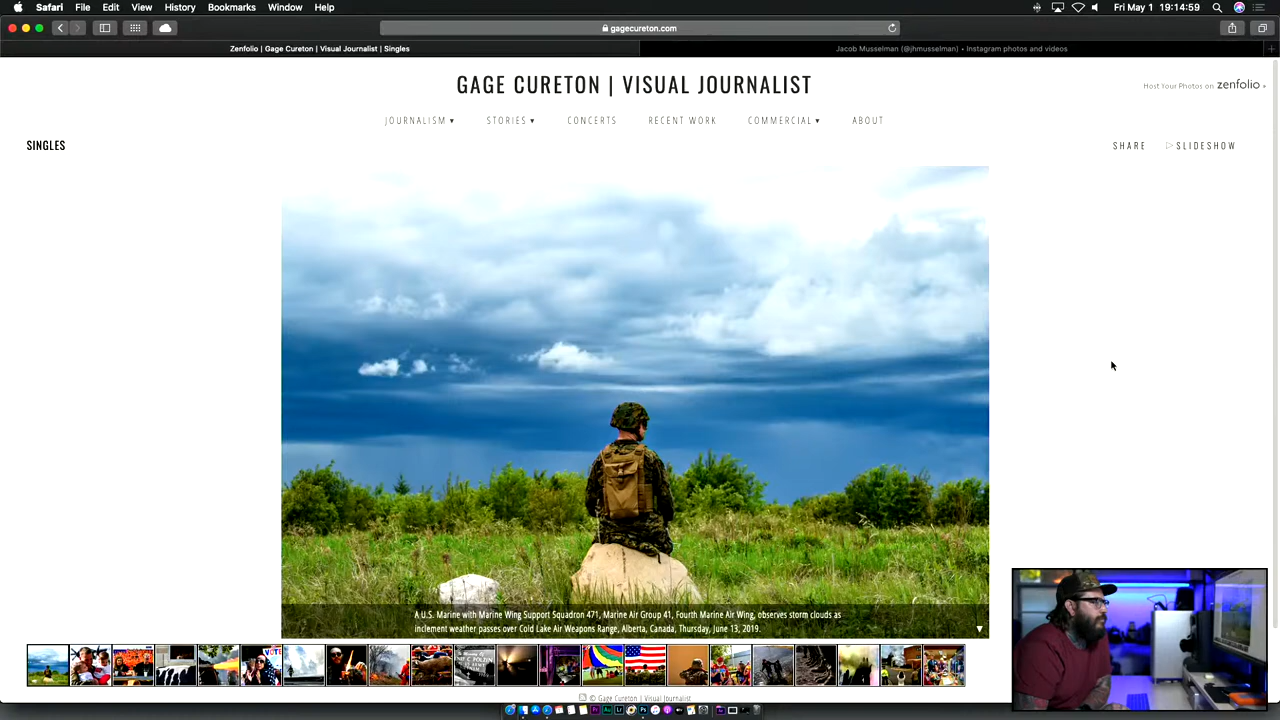 Safari File Edit View History Bookmarks Window Help Fri May 1 19:14:59
gagecureton.com
Zenfolio | Gage Cureton | Visual Journalist | Singles Jacob Musselman (@jhmusselman) • Instagram photos and videos
GAGE CURETON | VISUAL JOURNALIST
Host Your Photos on zenfolio »
JOURNALISM ▾ STORIES ▾ CONCERTS RECENT WORK COMMERCIAL ▾ ABOUT
SINGLES SHARE ▷ SLIDESHOW
A U.S. Marine with Marine Wing Support Squadron 471, Marine Air Group 41, Fourth Marine Air Wing, observes storm clouds as
inclement weather passes over Cold Lake Air Weapons Range, Alberta, Canada, Thursday, June 13, 2019.
© Gage Cureton | Visual Journalist